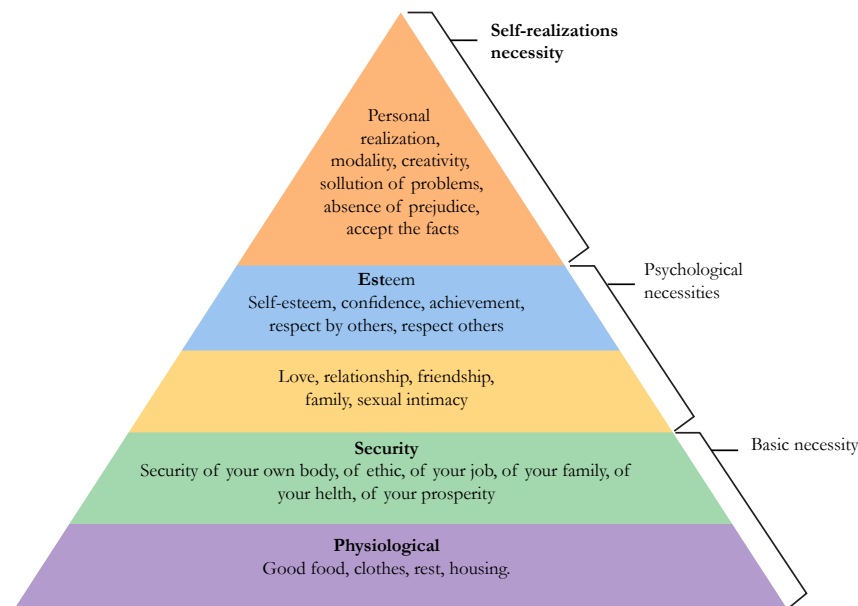 Self-realizations
necessity
Personal
realization,
modality, creativity,
sollution of problems,
absence of prejudice,
accept the facts
Psychological
necessities
Esteem
Self-esteem, confidence, achievement,
respect by others, respect others
Love, relationship, friendship,
family, sexual intimacy
Basic necessity
Security
Security of your own body, of ethic, of your job, of your family, of
your helth, of your prosperity
Physiological
Good food, clothes, rest, housing.